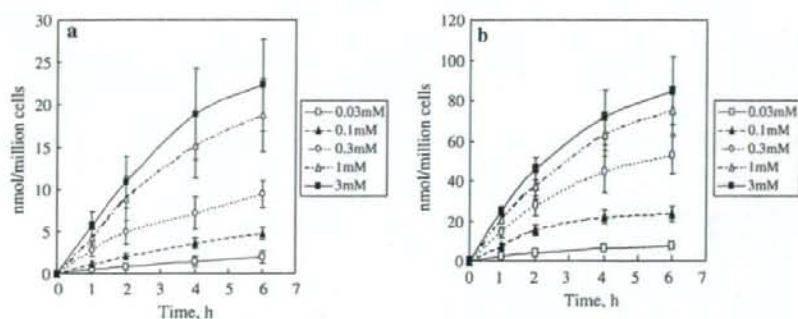 a
30
25
20
15
10
5
0
nmol/million cells
0 1 2 3 4 5 6 7
Time, h
0.03mM
0.1mM
0.3mM
1mM
3mM
b
120
100
80
60
40
20
0
nmol/million cells
0 1 2 3 4 5 6 7
Time, h
0.03mM
0.1mM
0.3mM
1mM
3mM